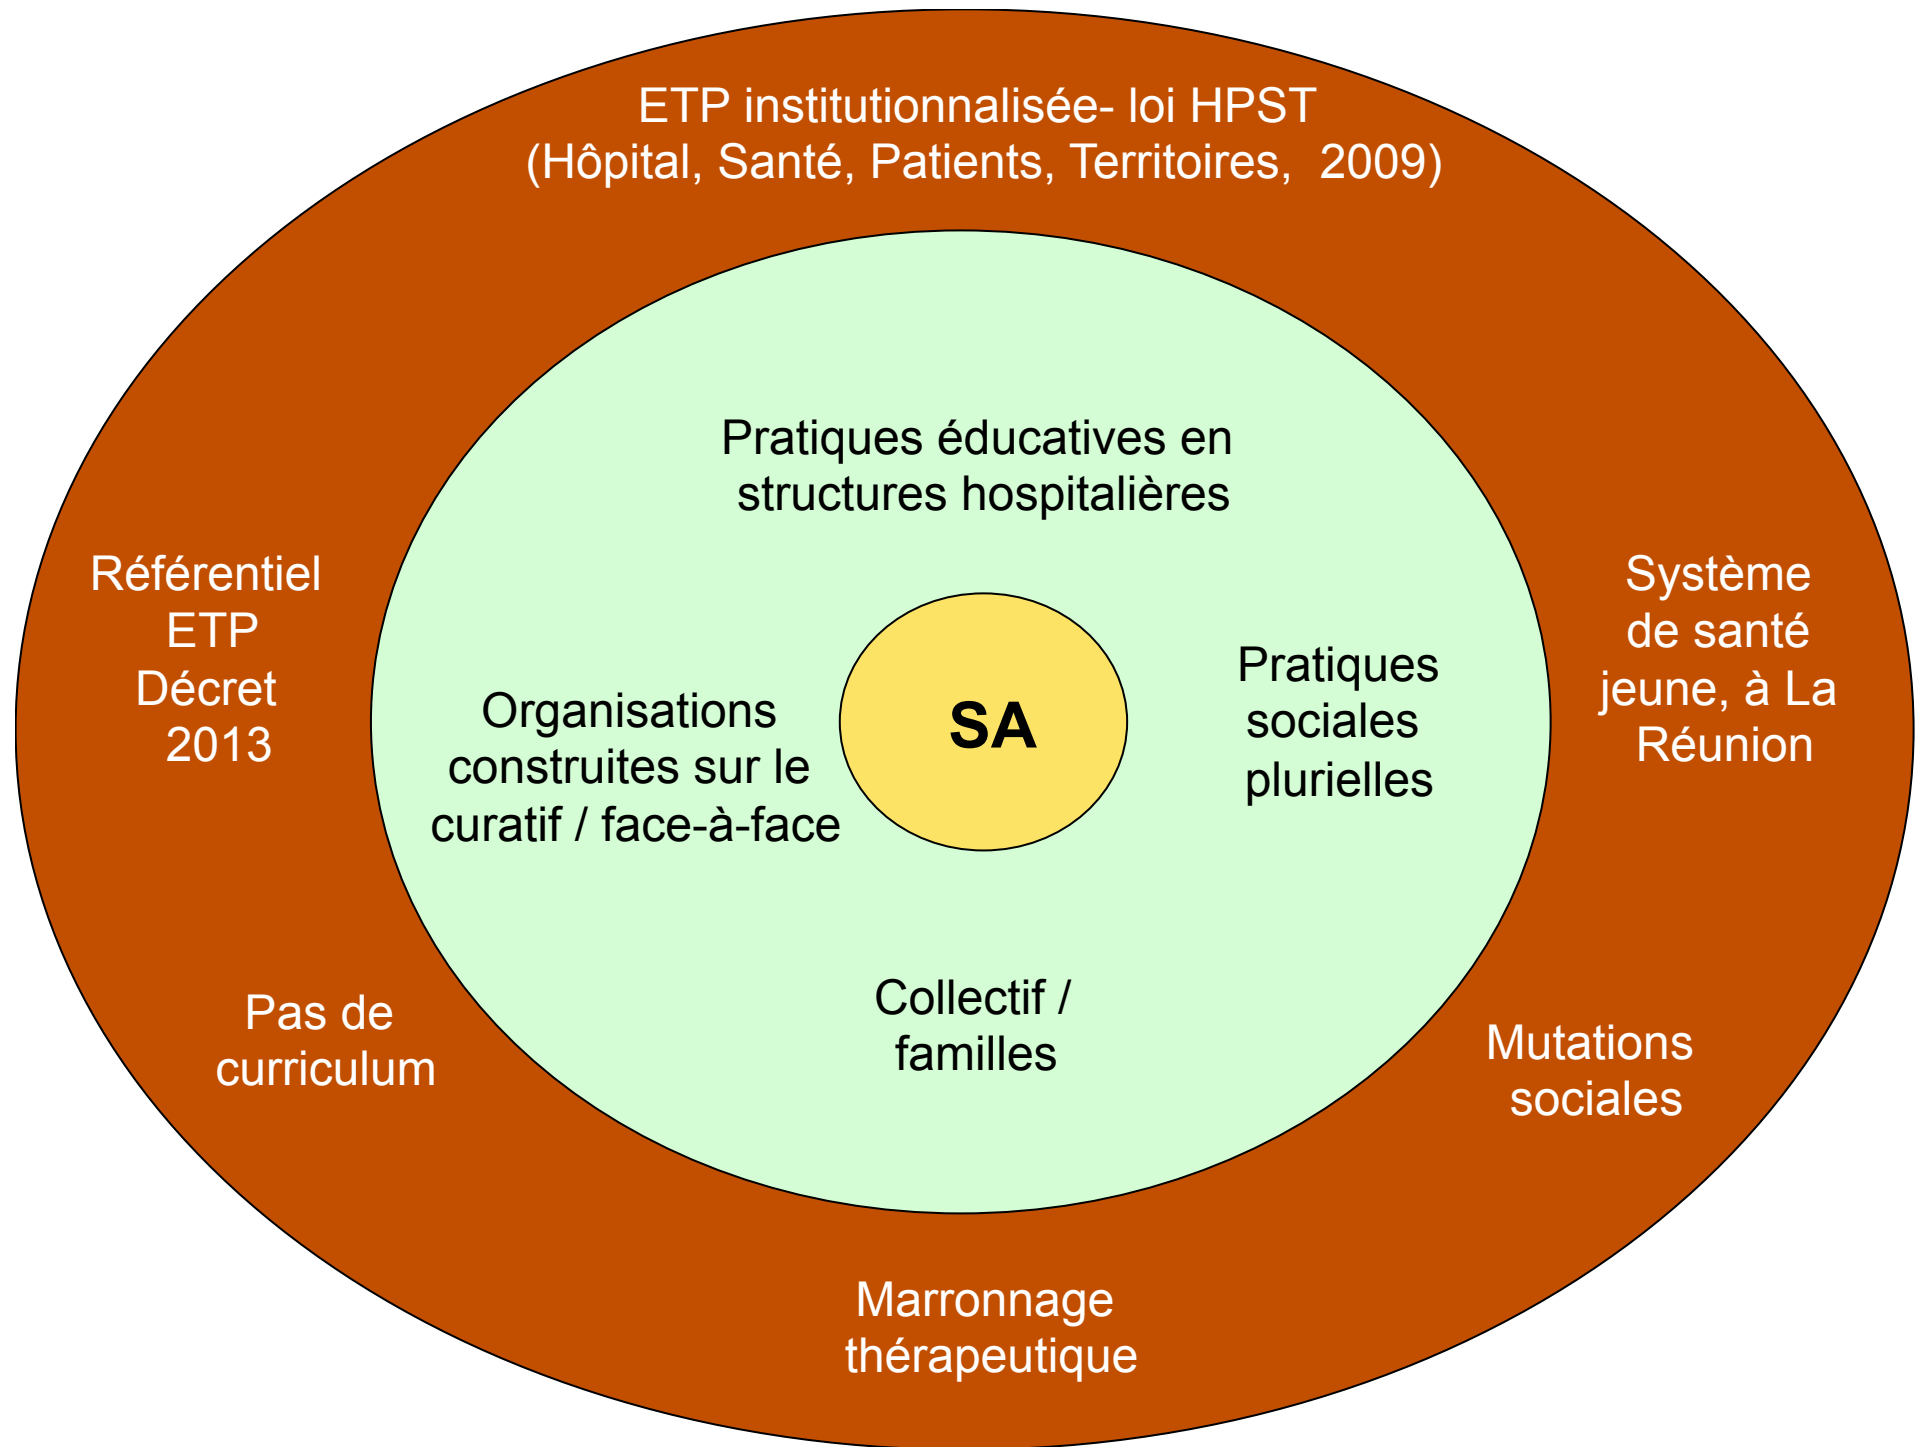 ETP institutionnalisée- loi HPST
(Hôpital, Santé, Patients, Territoires, 2009)
Pratiques éducatives en
structures hospitalières
Référentiel
ETP
Décret
2013
Organisations
construites sur le
curatif / face-à-face
SA
Pratiques
sociales
plurielles
Système
de santé
jeune, à La
Réunion
Pas de
curriculum
Collectif /
familles
Mutations
sociales
Marronnage
thérapeutique